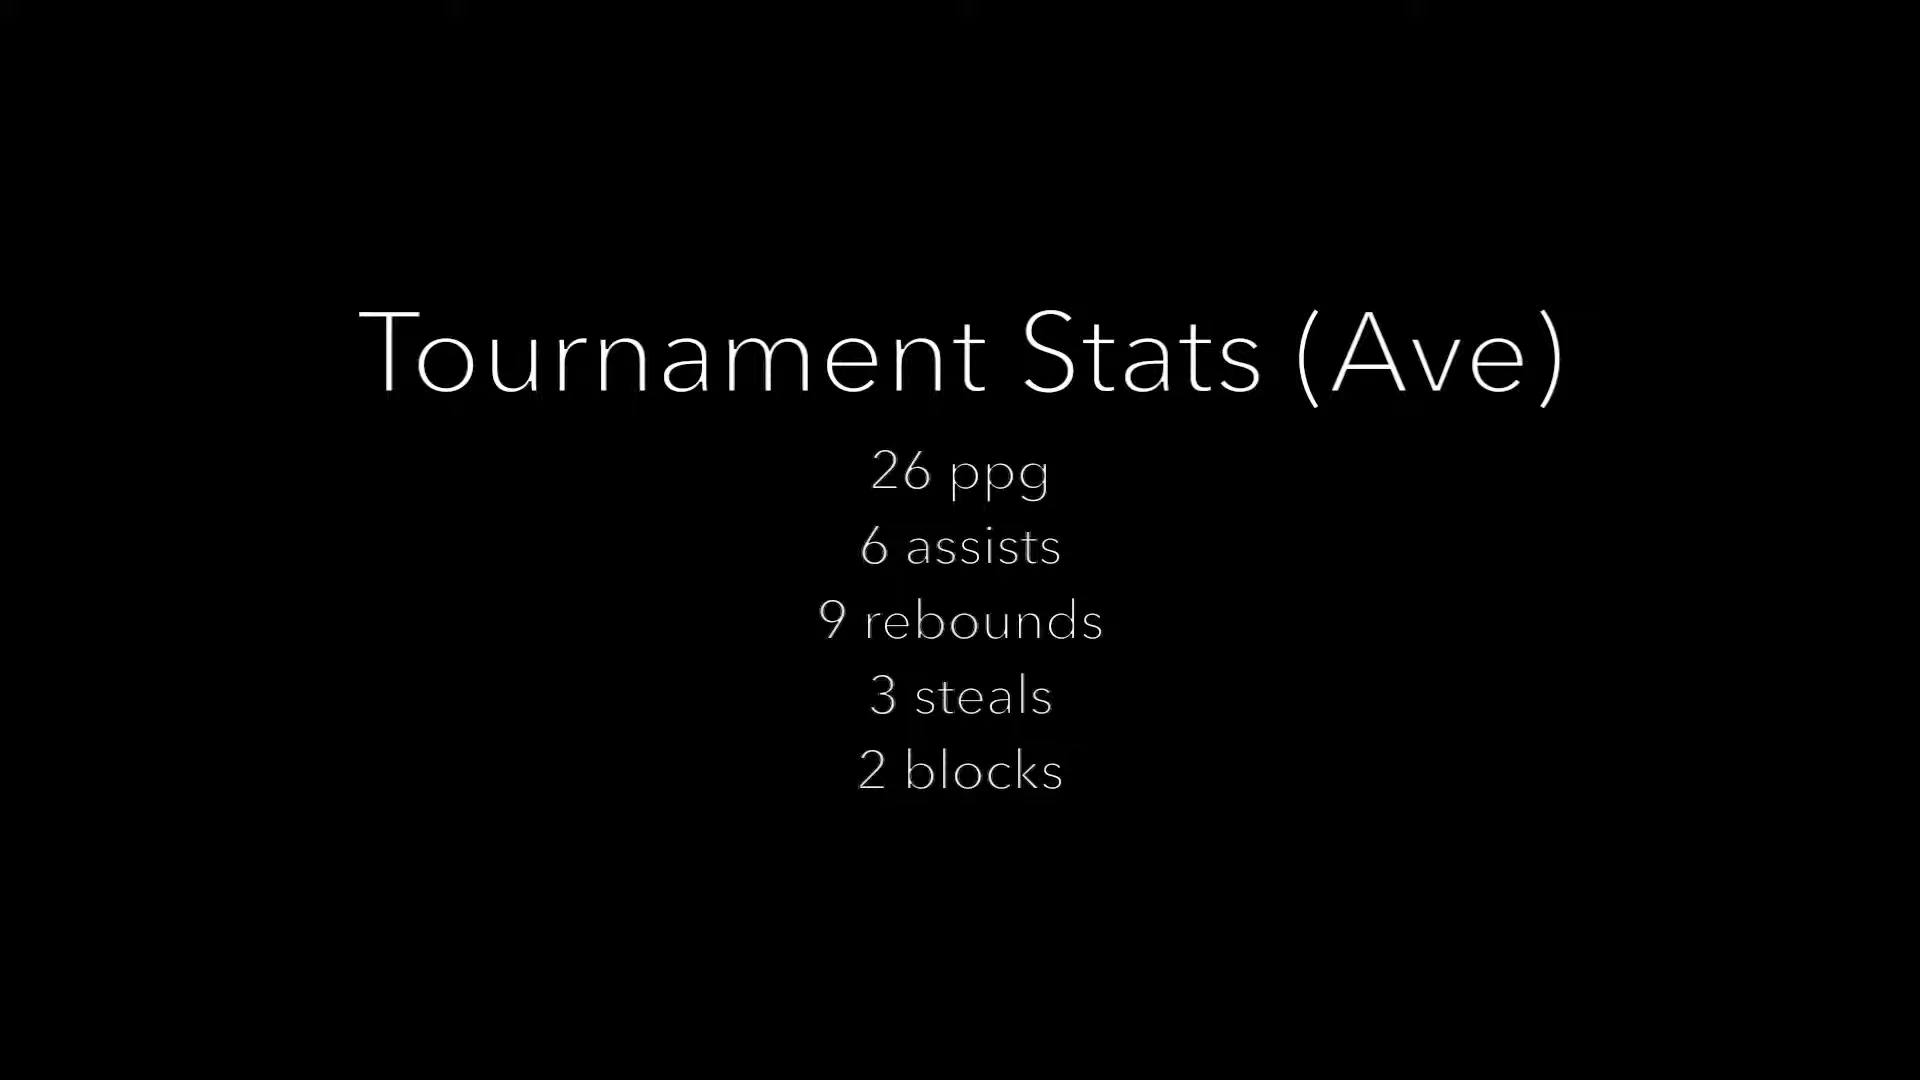 Tournament Stats (Ave)
26 ppg
6 assists
9 rebounds
3 steals
2 blocks